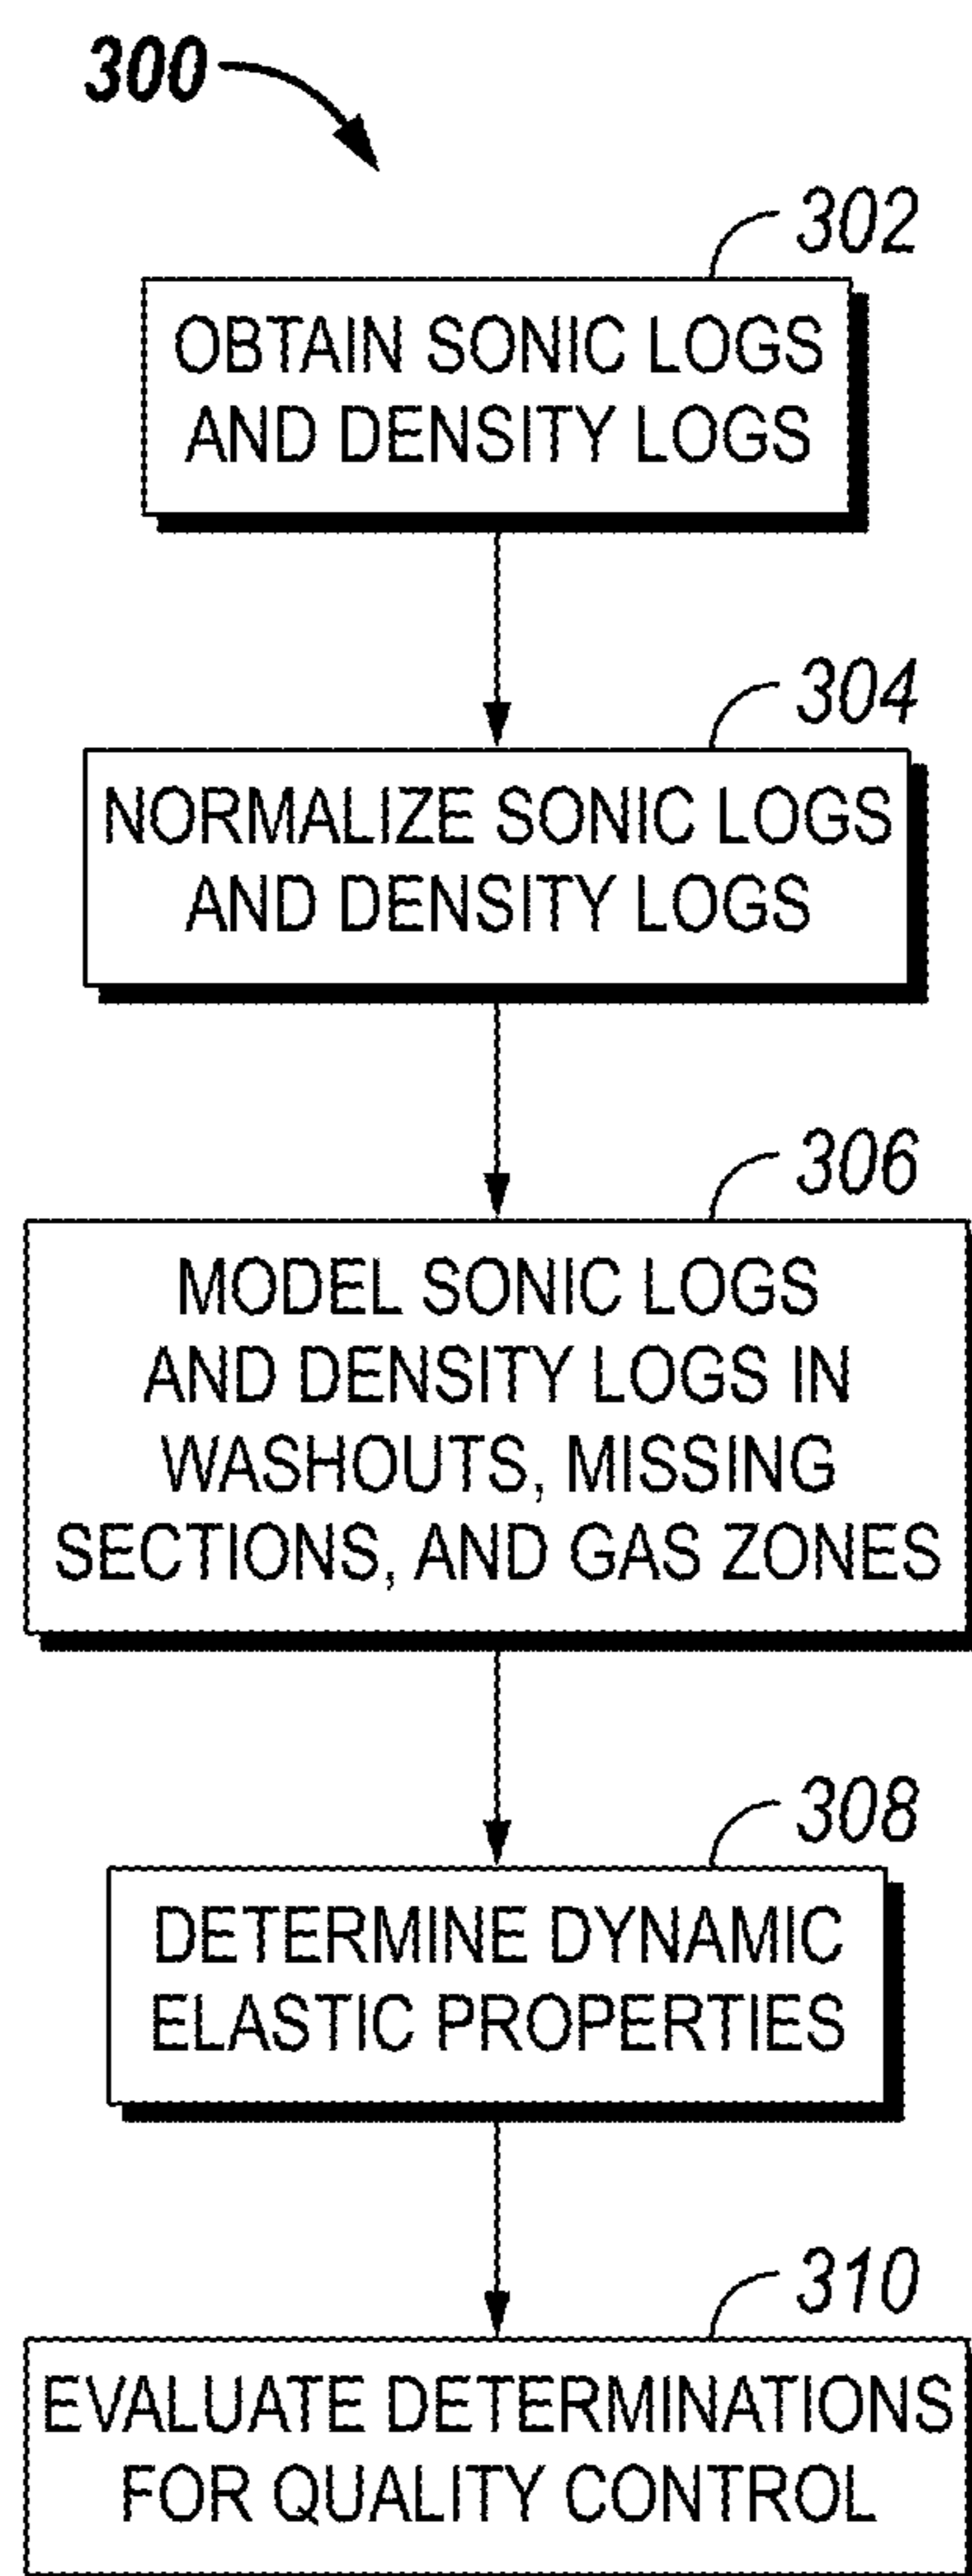 300
302
OBTAIN SONIC LOGS
AND DENSITY LOGS
304
NORMALIZE SONIC LOGS
AND DENSITY LOGS
306
MODEL SONIC LOGS
AND DENSITY LOGS IN
WASHOUTS, MISSING
SECTIONS, AND GAS ZONES
308
DETERMINE DYNAMIC
ELASTIC PROPERTIES
310
EVALUATE DETERMINATIONS
FOR QUALITY CONTROL